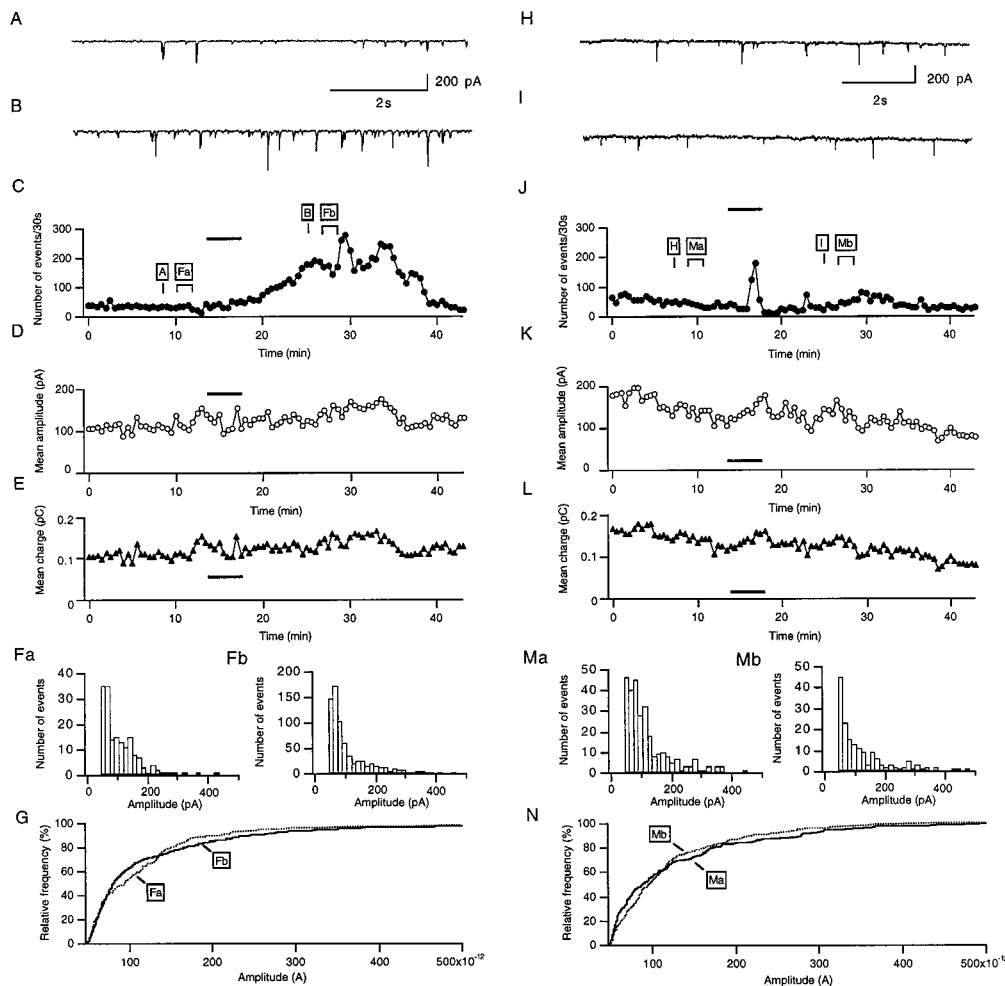 A
200 pA
2s
B
C
Number of events/30s
300
200
100
0
A
Fa
B
Fb
0 10 20 30 40
Time (min)
D
Mean amplitude (pA)
200
100
0
0 10 20 30 40
Time (min)
E
Mean charge (pC)
0.2
0.1
0
0 10 20 30 40
Time (min)
Fa
Number of events
40
30
20
10
0
0 200 400
Amplitude (pA)
Fb
Number of events
200
150
100
50
0
0 200 400
Amplitude (pA)
G
Relative frequency (%)
100
80
60
40
20
0
Fb
Fa
100 200 300 400 500x10-12
Amplitude (A)
H
200 pA
2s
I
J
Number of events/30s
300
200
100
0
H
Ma
I
Mb
0 10 20 30 40
Time (min)
K
Mean amplitude (pA)
200
100
0
0 10 20 30 40
Time (min)
L
Mean charge (pC)
0.2
0.1
0
0 10 20 30 40
Time (min)
Ma
Number of events
50
40
30
20
10
0
0 200 400
Amplitude (pA)
Mb
Number of events
50
40
30
20
10
0
0 200 400
Amplitude (pA)
N
Relative frequency (%)
100
80
60
40
20
0
Mb
Ma
100 200 300 400
Amplitude (A)